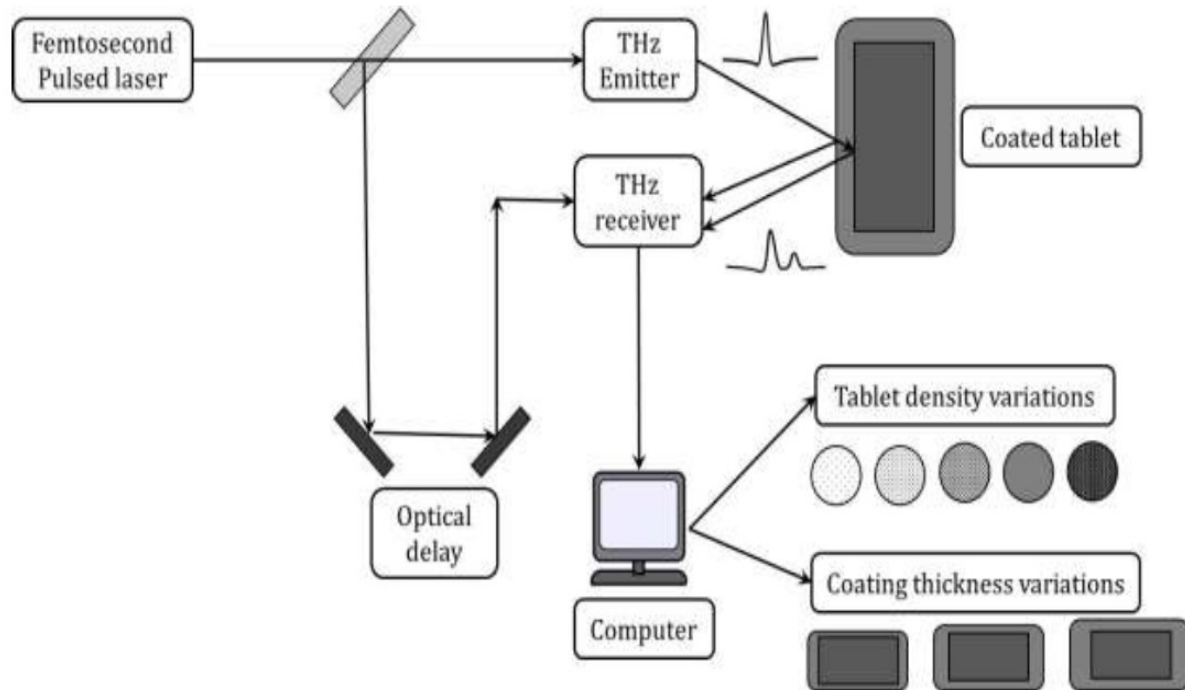 Femtosecond
Pulsed laser
THz
Emitter
Coated tablet
THz
receiver
Tablet density variations
Optical
delay
Coating thickness variations
Computer